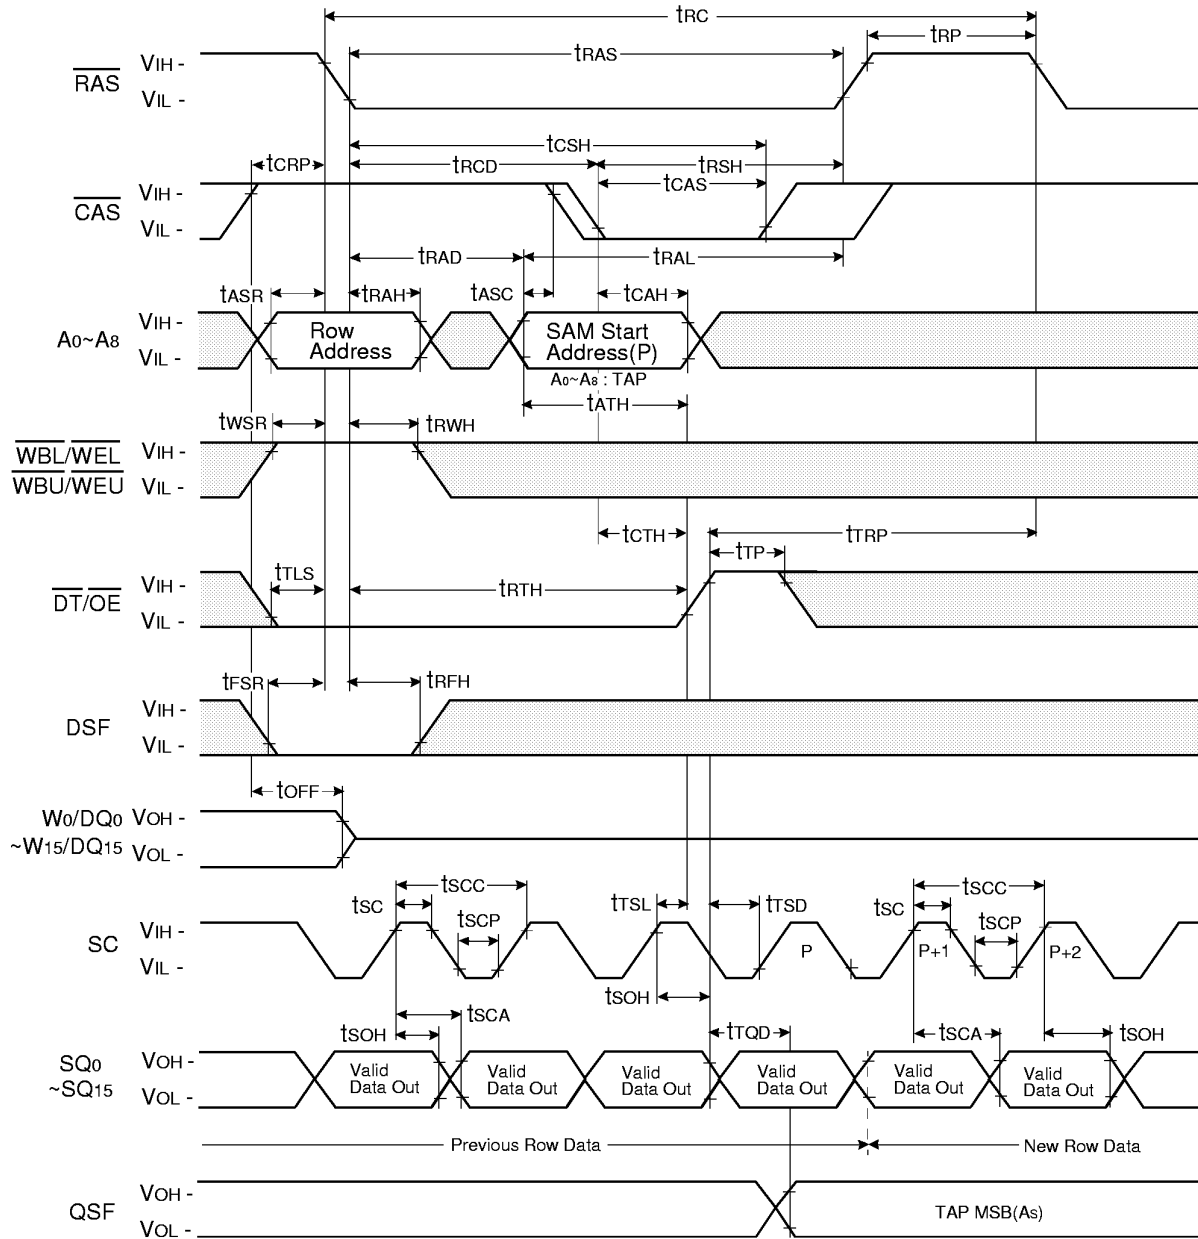 tRC
tRP
RAS VIH -
tRAS
VIL -
tCSH
tCRP tRCD tRSH
CAS VIH -
tCAS
VIL -
tRAD tRAL
tASR tRAH tASC tCAH
A0~A8 VIH -
VIL -
Row Address
SAM Start Address(P)
A0~A8 : TAP
tATH
tWSR tRWH
WBL/WEL VIH -
WBU/WEU VIL -
tCTH tTRP
tTP
DT/OE VIH -
tTLS tRTH
VIL -
tFSR tRFH
DSF VIH -
VIL -
tOFF
W0/DQ0 VOH -
~W15/DQ15 VOL -
tSCC tSCC
tSC tTSL tTSD tSC
tSCP tSCP
SC VIH -
VIL -
P P+1 P+2
tSOH
tSCA
tSOH tTQD tSCA tSOH
SQ0 VOH -
~SQ15 VOL -
Valid Data Out Valid Data Out Valid Data Out Valid Data Out Valid Data Out Valid Data Out
Previous Row Data New Row Data
QSF VOH -
VOL -
TAP MSB(As)